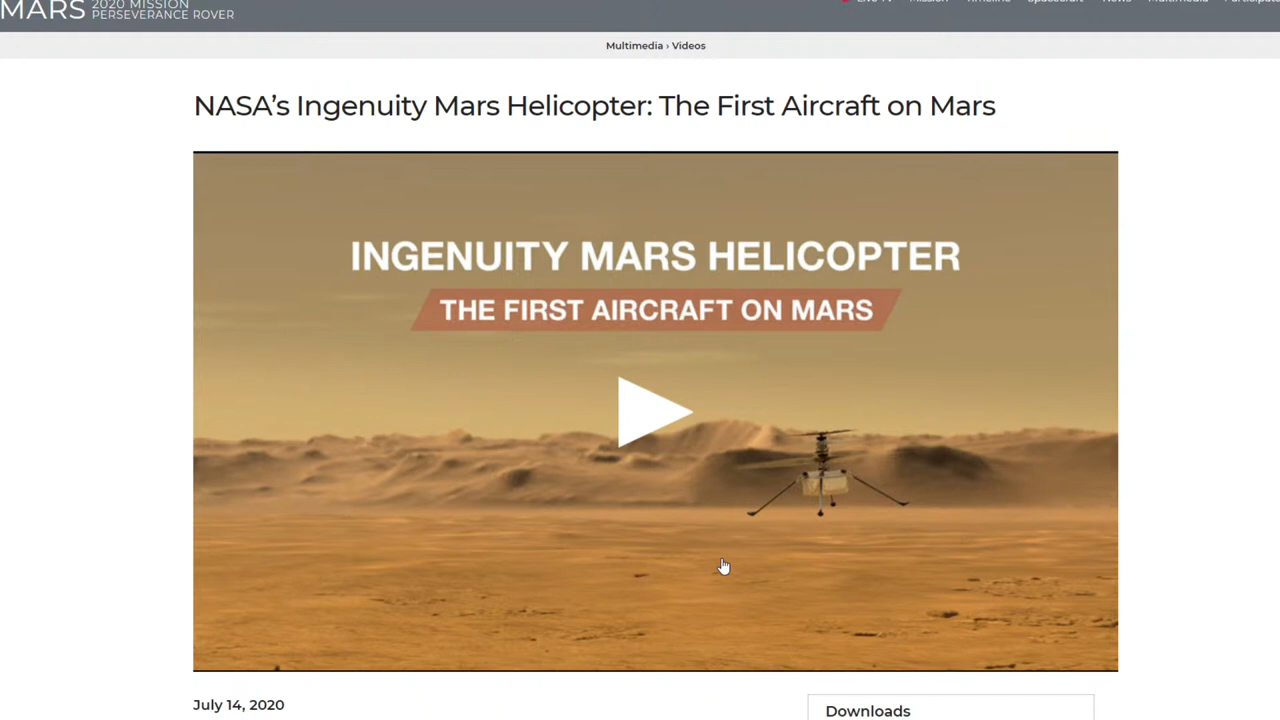 MARS
2020 MISSION
PERSEVERANCE ROVER
Multimedia › Videos
NASA's Ingenuity Mars Helicopter: The First Aircraft on Mars
INGENUITY MARS HELICOPTER
THE FIRST AIRCRAFT ON MARS
July 14, 2020
Downloads